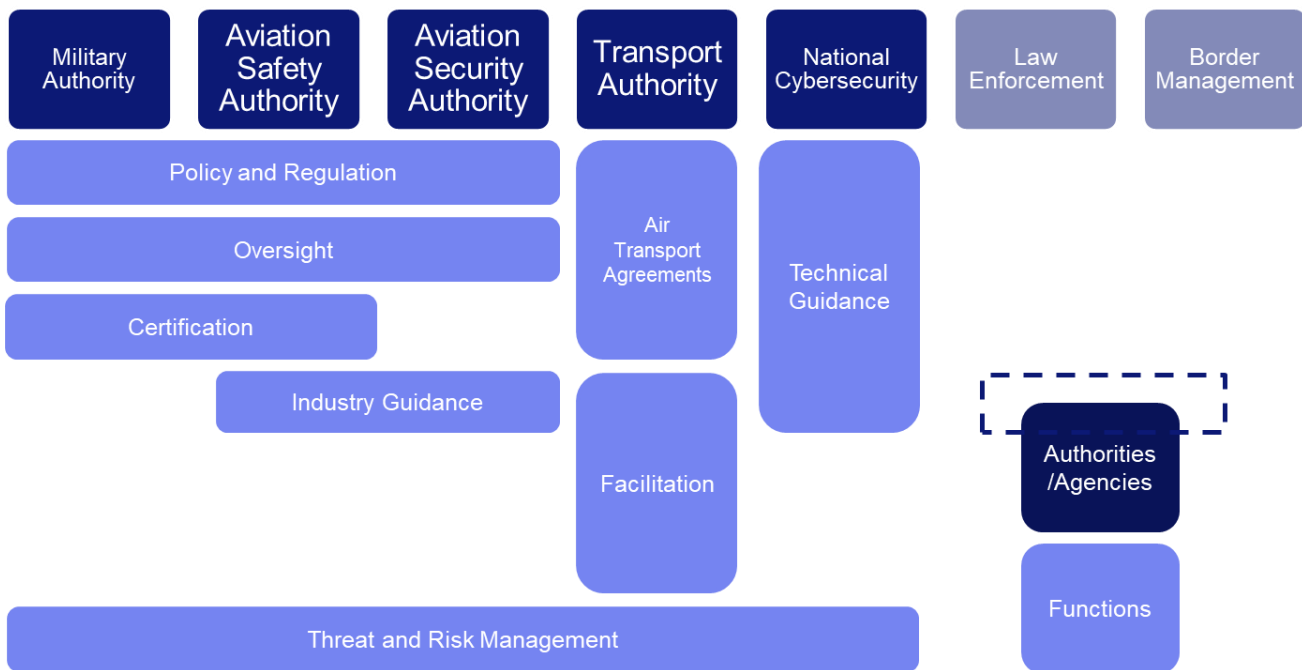 Military
Authority
Aviation
Safety
Authority
Aviation
Security
Authority
Transport
Authority
National
Cybersecurity
Law
Enforcement
Border
Management
Policy and Regulation
Oversight
Certification
Industry Guidance
Air
Transport
Agreements
Technical
Guidance
Facilitation
Authorities
/Agencies
Functions
Threat and Risk Management